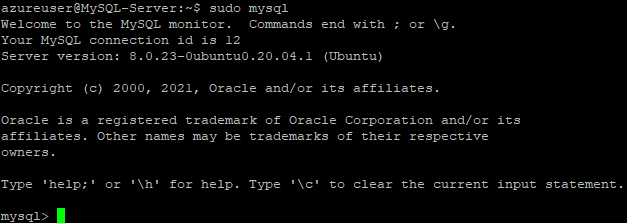 azureuser@MySQL-Server:~$ sudo mysql
Welcome to the MySQL monitor.  Commands end with ; or \g.
Your MySQL connection id is 12
Server version: 8.0.23-0ubuntu0.20.04.1 (Ubuntu)
Copyright (c) 2000, 2021, Oracle and/or its affiliates.
Oracle is a registered trademark of Oracle Corporation and/or its
affiliates. Other names may be trademarks of their respective
owners.
Type 'help;' or '\h' for help. Type '\c' to clear the current input statement.
mysql>